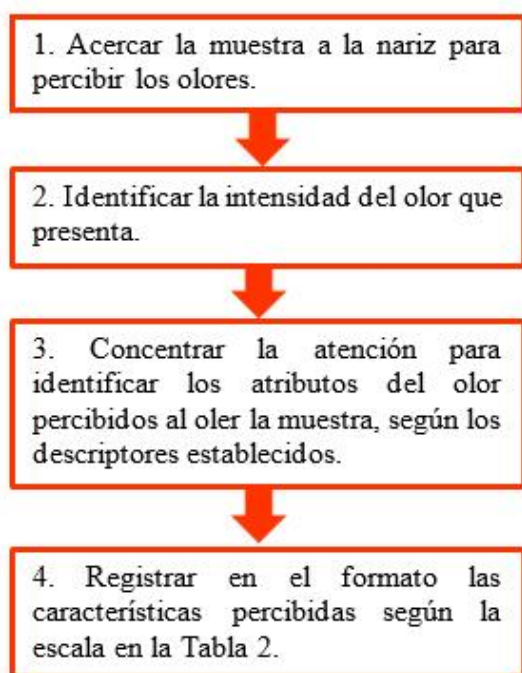 1. Acercar la muestra a la nariz para
percibir los olores.
2. Identificar la intensidad del olor que
presenta.
3. Concentrar la atención para
identificar los atributos del olor
percibidos al oler la muestra, según los
descriptores establecidos.
4. Registrar en el formato las
características percibidas según la
escala en la Tabla 2.